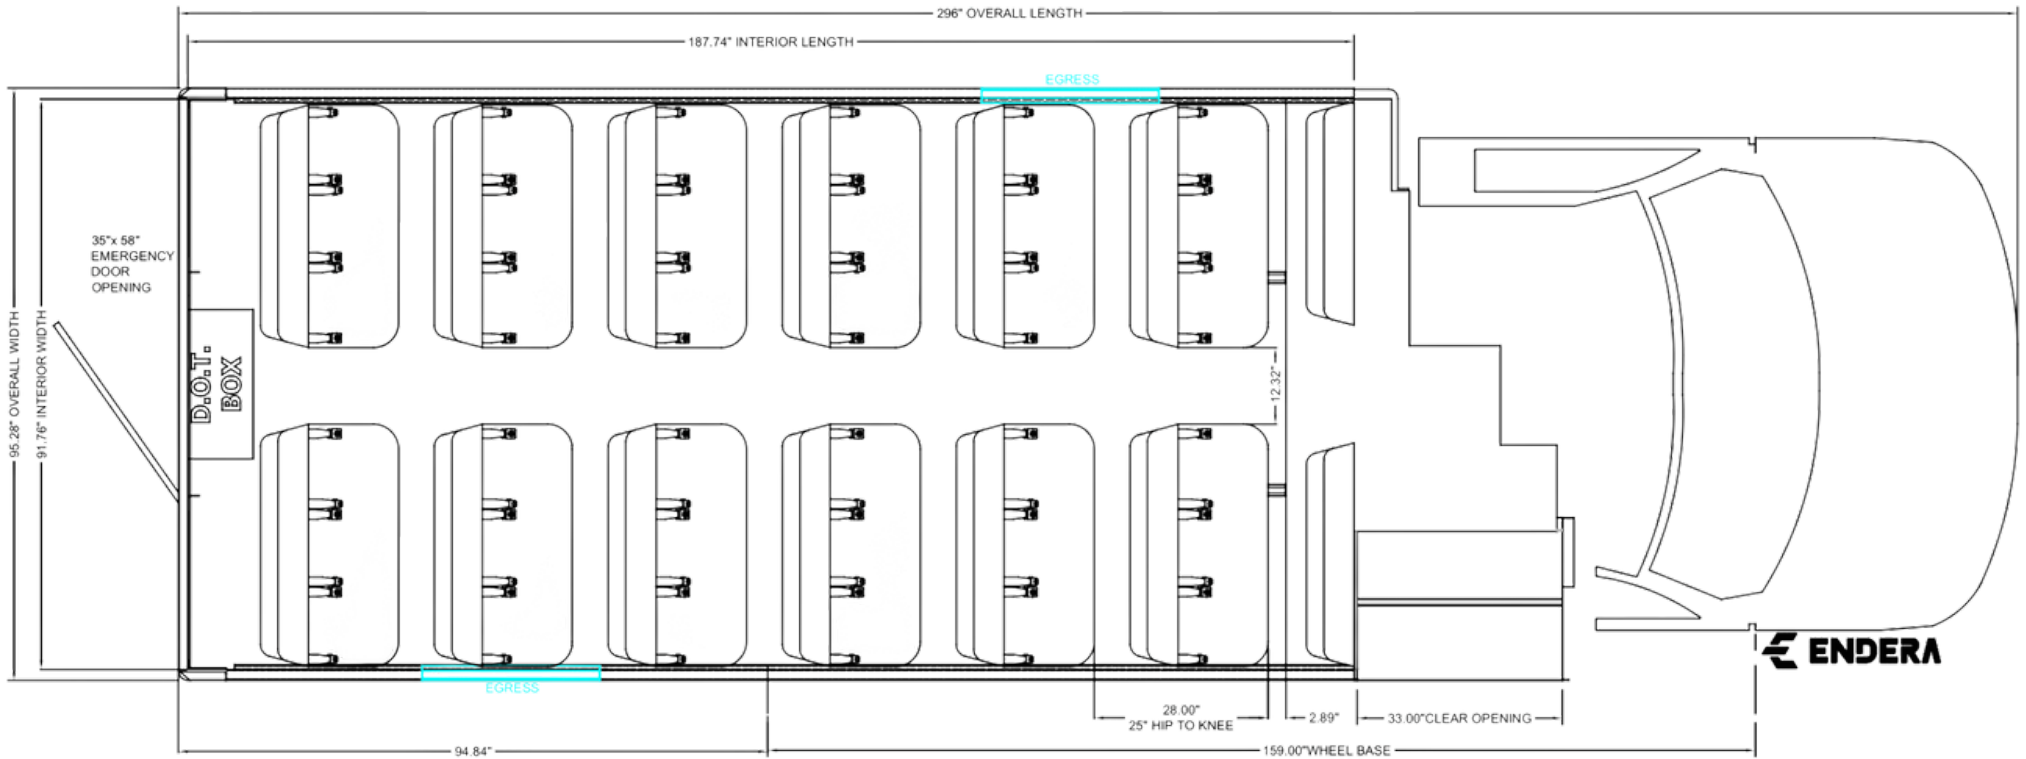 296" OVERALL LENGTH
187.74" INTERIOR LENGTH
EGRESS
35"x 58"
EMERGENCY
DOOR
OPENING
95.28" OVERALL WIDTH
91.76" INTERIOR WIDTH
D.O.T.
BOX
12.32"
ENDERA
EGRESS
28.00"
25" HIP TO KNEE
2.89"
33.00"CLEAR OPENING
94.84"
159.00"WHEEL BASE